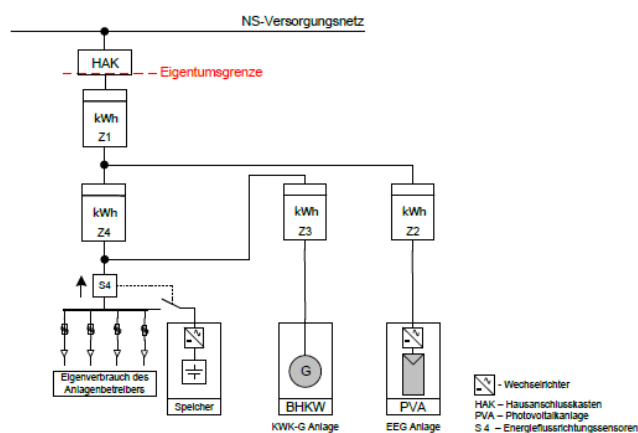 NS-Versorgungsnetz
HAK
Eigentumsgrenze
kWh
Z1
kWh
Z4
kWh
Z3
kWh
Z2
S4
Eigenverbrauch des
Anlagenbetreibers
Speicher
G
BHKW
PVA
KWK-G Anlage
EEG Anlage
- Wechselrichter
HAK – Hausanschlusskasten
PVA – Photovoltaikanlage
S 4 – Energieflussrichtungssensoren